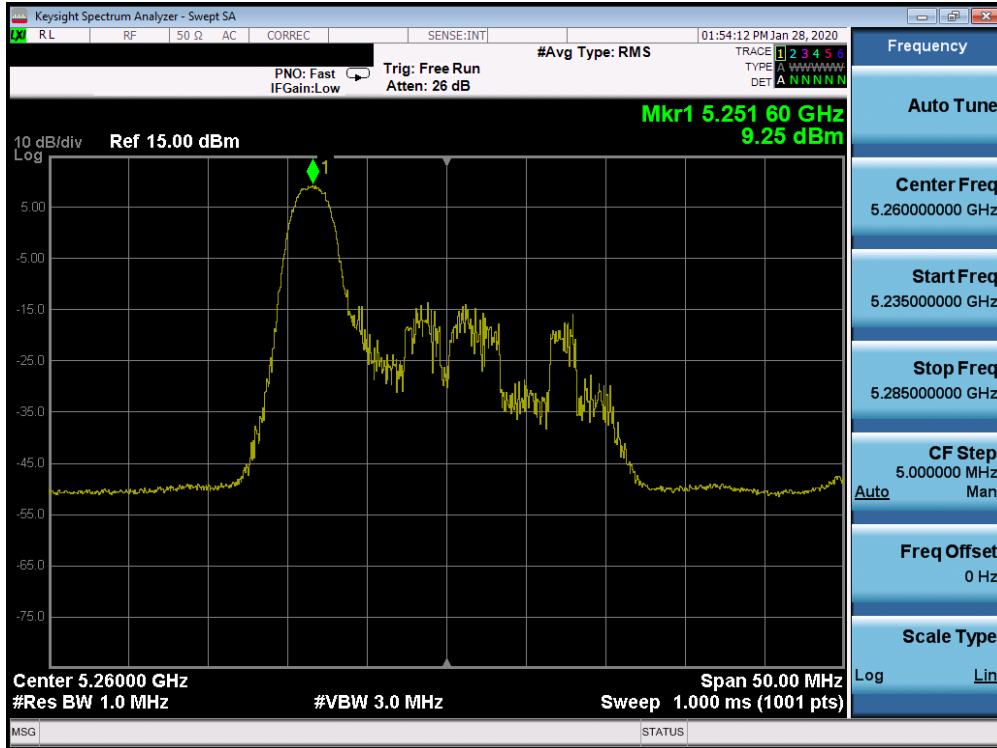 Keysight Spectrum Analyzer - Swept SA
LXI RL RF 50 Ω AC CORREC SENSE:INT 01:54:12 PM Jan 28, 2020
#Avg Type: RMS TRACE 1 2 3 4 5 6
PNO: Fast Trig: Free Run TYPE A WWWWW
IFGain:Low Atten: 26 dB DET A N N N N N
Mkr1 5.251 60 GHz
9.25 dBm
10 dB/div Ref 15.00 dBm
Log
1
5.00
-5.00
-15.0
-25.0
-35.0
-45.0
-55.0
-65.0
-75.0
Center 5.26000 GHz Span 50.00 MHz
#Res BW 1.0 MHz #VBW 3.0 MHz Sweep 1.000 ms (1001 pts)
MSG STATUS
Frequency
Auto Tune
Center Freq
5.260000000 GHz
Start Freq
5.235000000 GHz
Stop Freq
5.285000000 GHz
CF Step
5.000000 MHz
Auto Man
Freq Offset
0 Hz
Scale Type
Log Lin